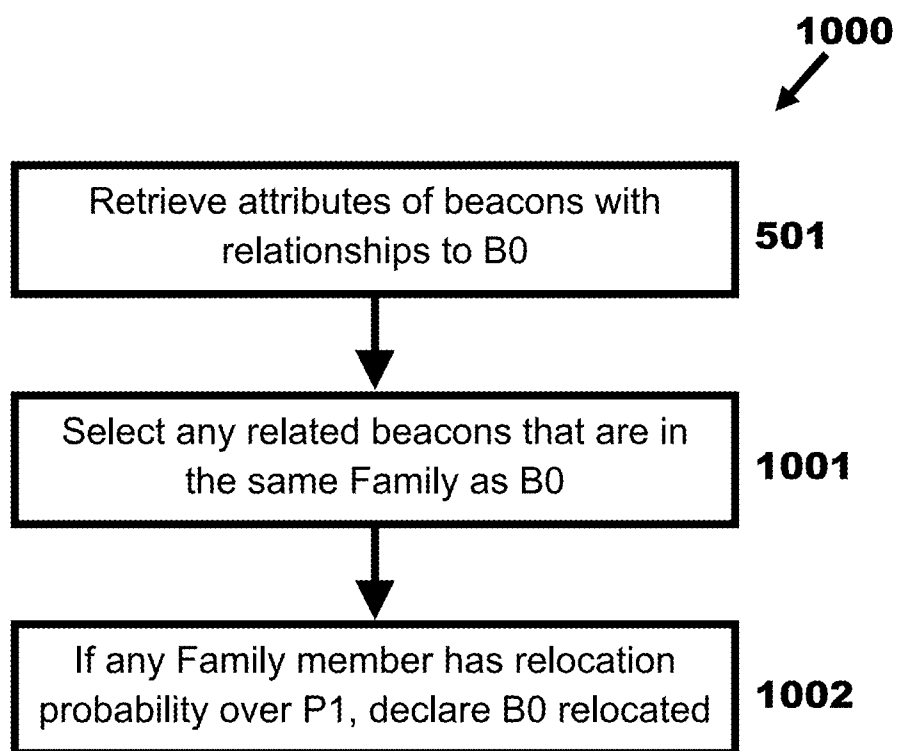 1000
Retrieve attributes of beacons with
relationships to B0
501
Select any related beacons that are in
the same Family as B0
1001
If any Family member has relocation
probability over P1, declare B0 relocated
1002